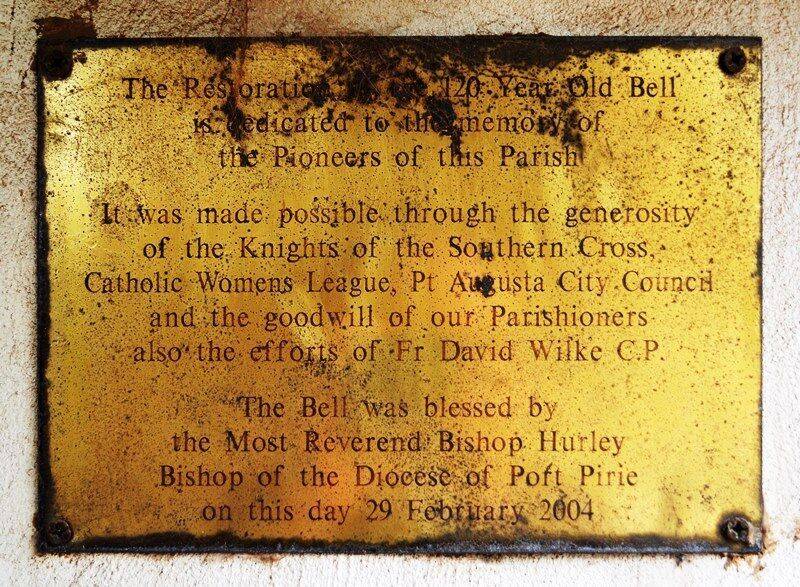 The Restoration of the 120 Year Old Bell
is dedicated to the memory of
the Pioneers of this Parish
It was made possible through the generosity
of the Knights of the Southern Cross,
Catholic Womens League, Pt Augusta City Council
and the goodwill of our Parishioners
also the efforts of Fr David Wilke C.P.
The Bell was blessed by
the Most Reverend Bishop Hurley
Bishop of the Diocese of Port Pirie
on this day 29 February 2004